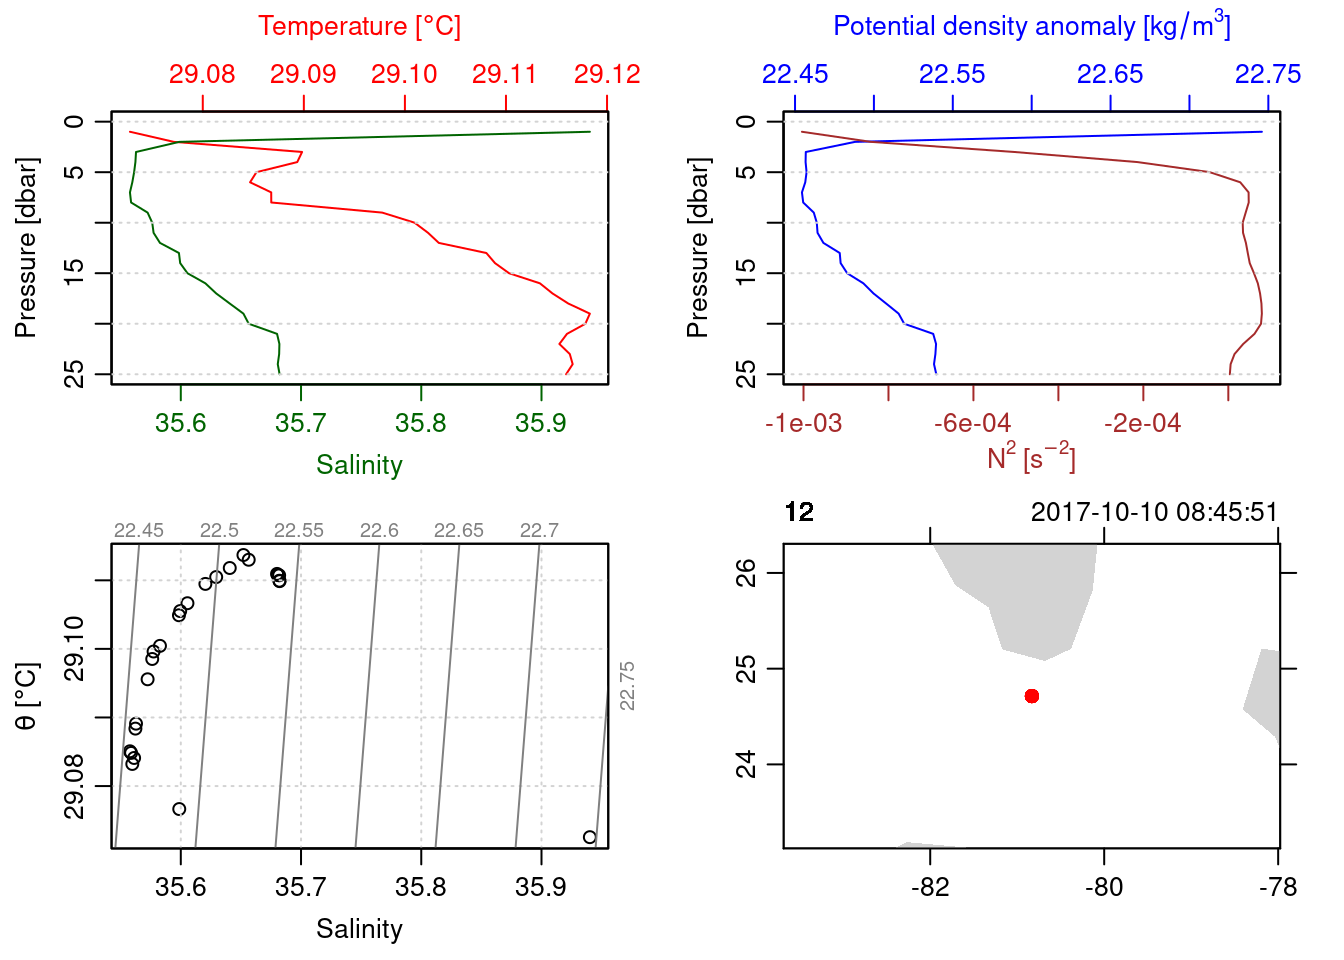 Temperature [°C]
29.08 29.09 29.10 29.11 29.12
0
5
15
25
Pressure [dbar]
35.6 35.7 35.8 35.9
Salinity
Potential density anomaly [kg/m³]
22.45 22.55 22.65 22.75
0
5
15
25
Pressure [dbar]
-1e-03 -6e-04 -2e-04
N² [s⁻²]
22.45 22.5 22.55 22.6 22.65 22.7
22.75
29.10
29.08
θ [°C]
35.6 35.7 35.8 35.9
Salinity
12 2017-10-10 08:45:51
26
25
24
-82 -80 -78